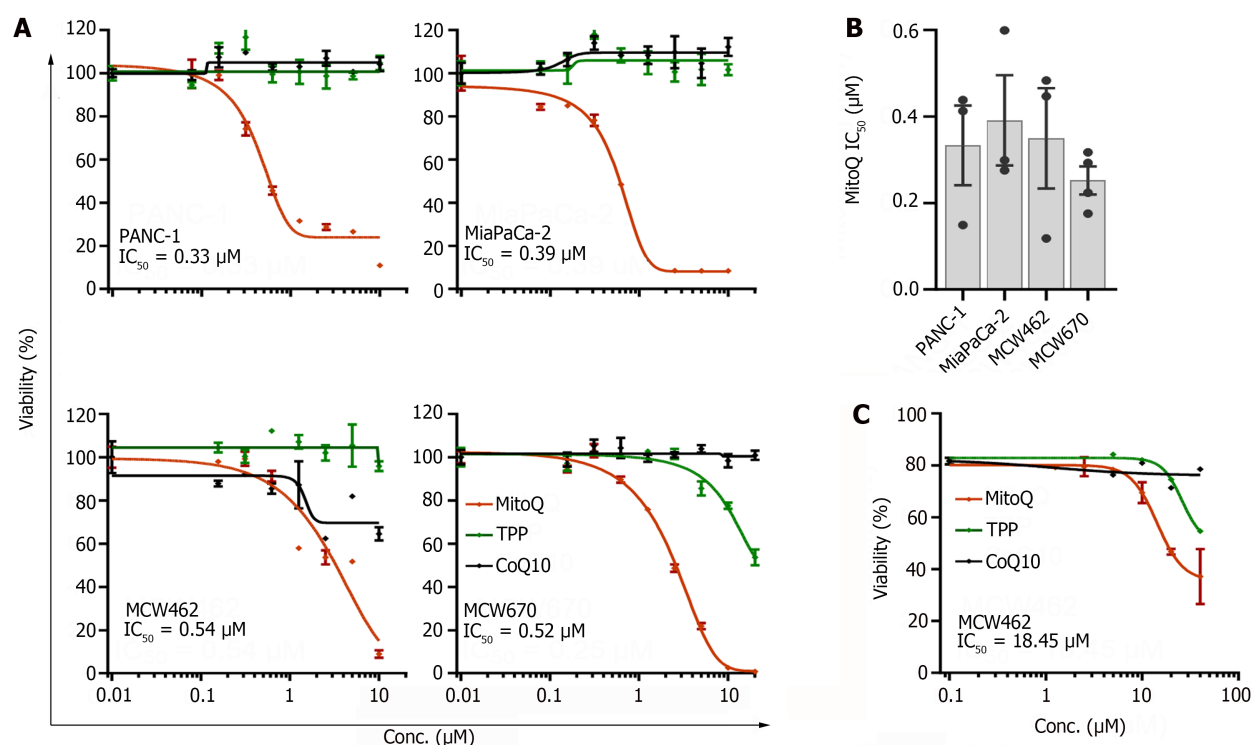 A
120
100
80
60
40
20
0
PANC-1
IC50 = 0.33 µM
120
100
80
60
40
20
0
MiaPaCa-2
IC50 = 0.39 µM
Viability (%)
120
100
80
60
40
20
0
MCW462
IC50 = 0.54 µM
0.01 0.1 1 10
120
100
80
60
40
20
0
MitoQ
TPP
CoQ10
MCW670
IC50 = 0.52 µM
0.01 0.1 1 10
Conc. (µM)
B
MitoQ IC50 (µM)
0.6
0.4
0.2
0.0
PANC-1
MiaPaCa-2
MCW462
MCW670
C
Viability (%)
100
80
60
40
20
0
MitoQ
TPP
CoQ10
MCW462
IC50 = 18.45 µM
0.1 1 10 100
Conc. (µM)